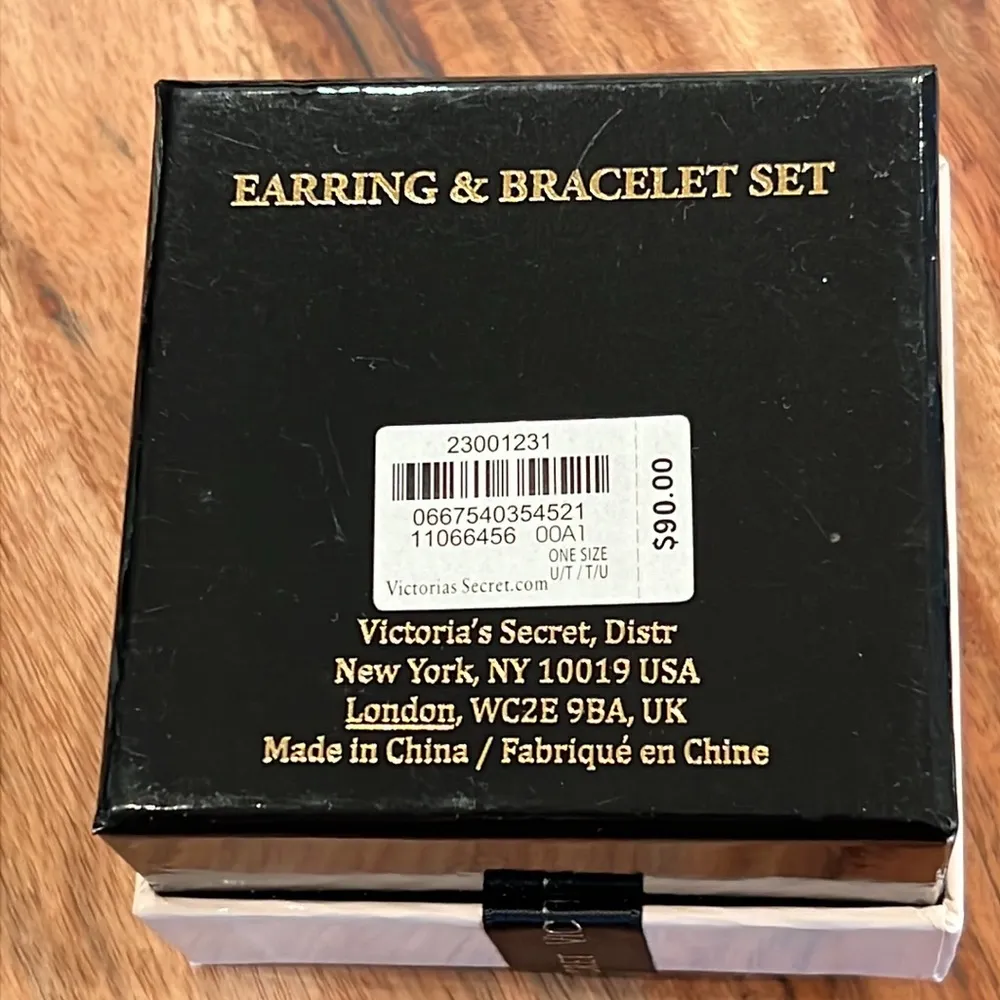 EARRING & BRACELET SET
23001231
0667540354521
11066456 00A1
ONE SIZE
U/T / T/U
Victorias Secret.com
$90.00
Victoria's Secret, Distr
New York, NY 10019 USA
London, WC2E 9BA, UK
Made in China / Fabriqué en Chine